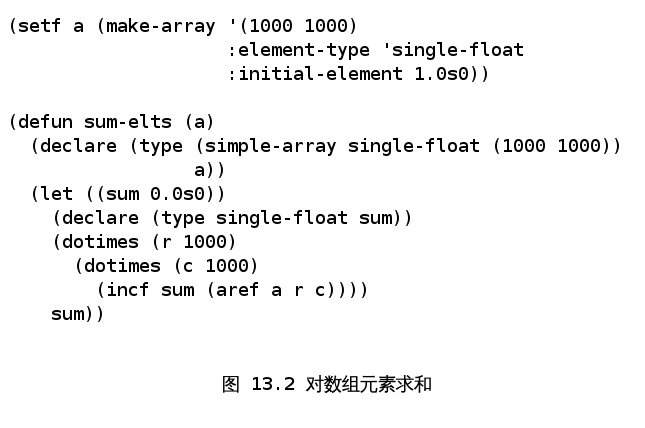 (setf a (make-array '(1000 1000)
                    :element-type 'single-float
                    :initial-element 1.0s0))
(defun sum-elts (a)
  (declare (type (simple-array single-float (1000 1000))
                 a))
  (let ((sum 0.0s0))
    (declare (type single-float sum))
    (dotimes (r 1000)
      (dotimes (c 1000)
        (incf sum (aref a r c))))
    sum))
图 13.2 对数组元素求和